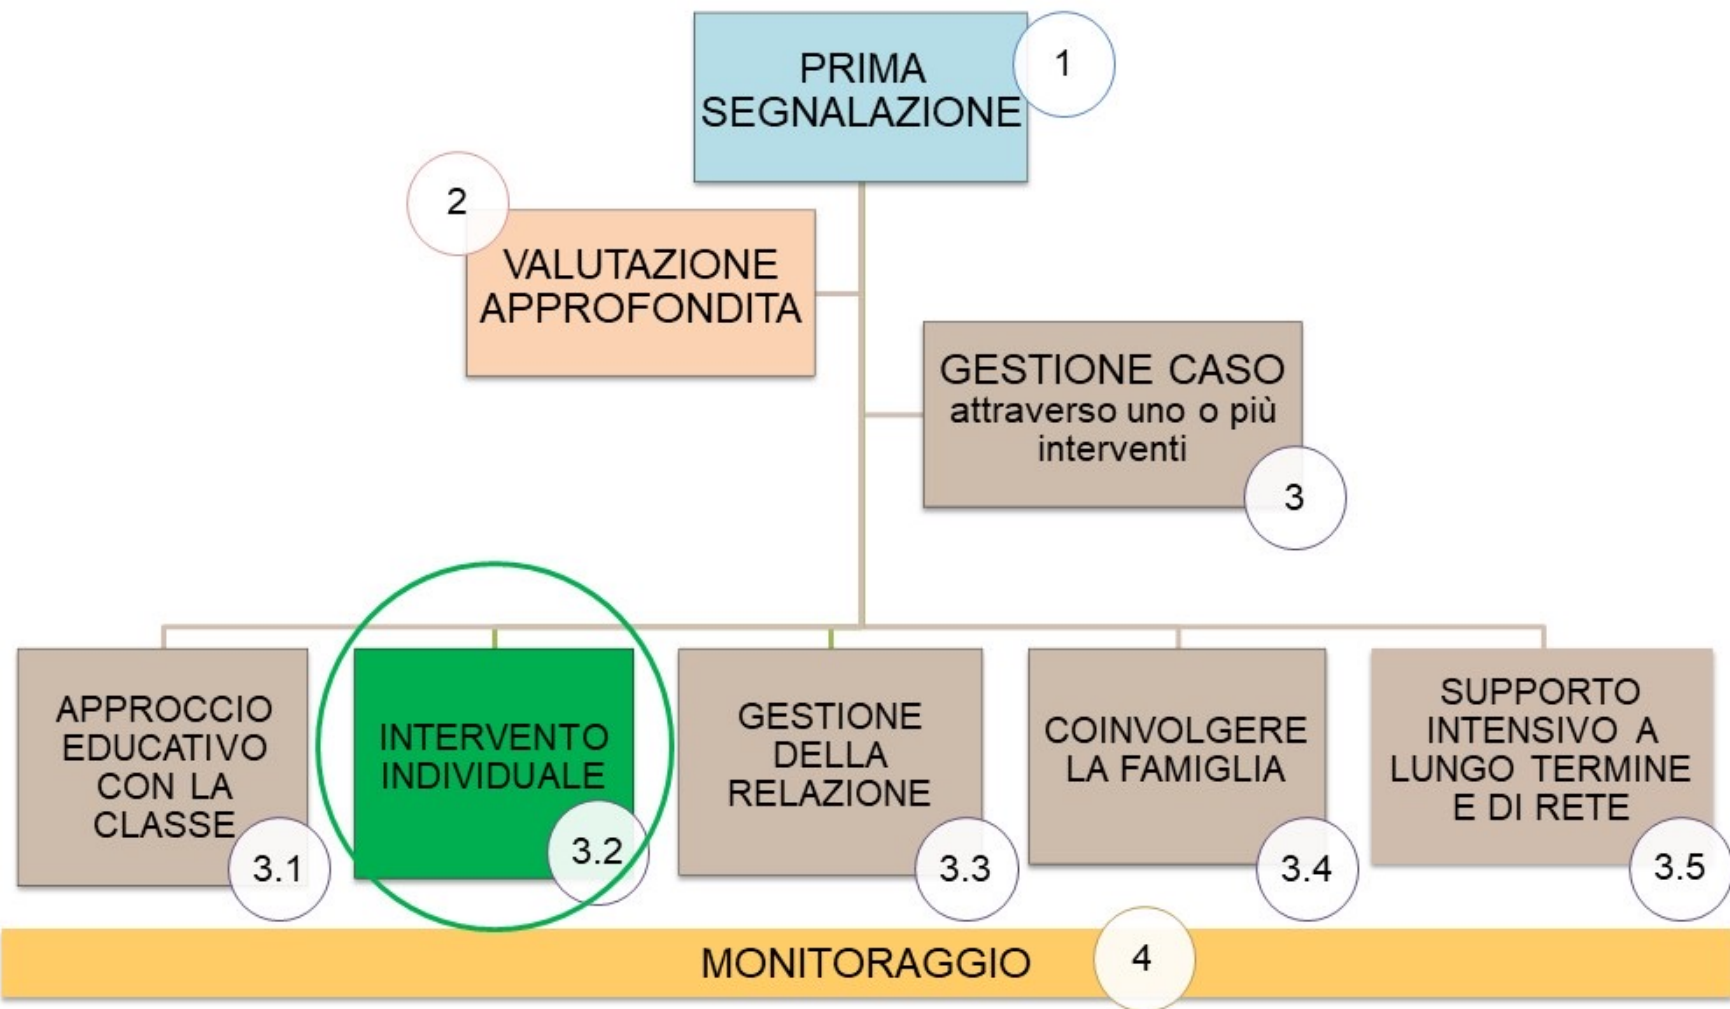 PRIMA
SEGNALAZIONE
1
2
VALUTAZIONE
APPROFONDITA
GESTIONE CASO
attraverso uno o più
interventi
3
APPROCCIO
EDUCATIVO
CON LA
CLASSE
3.1
INTERVENTO
INDIVIDUALE
3.2
GESTIONE
DELLA
RELAZIONE
3.3
COINVOLGERE
LA FAMIGLIA
3.4
SUPPORTO
INTENSIVO A
LUNGO TERMINE
E DI RETE
3.5
MONITORAGGIO
4